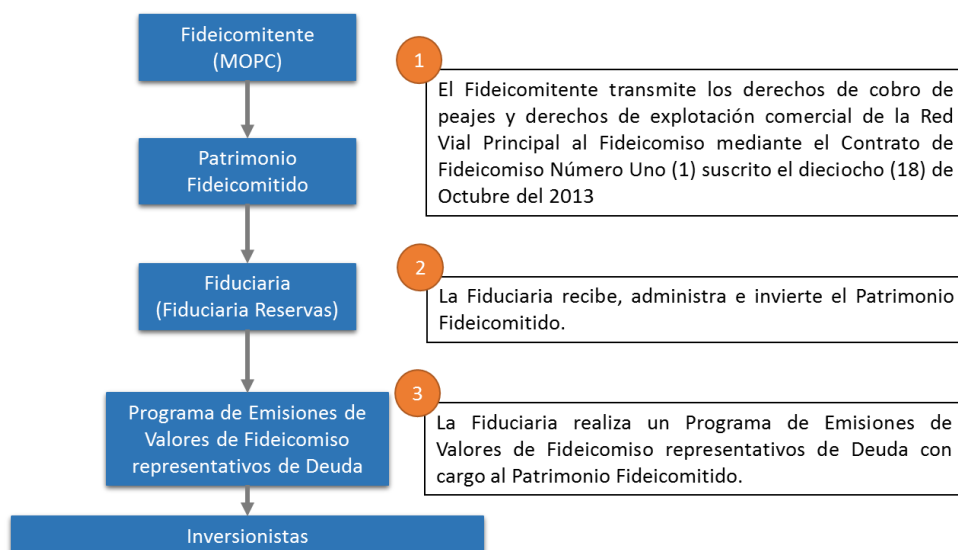 Fideicomitente
(MOPC)
1
El Fideicomitente transmite los derechos de cobro de
peajes y derechos de explotación comercial de la Red
Vial Principal al Fideicomiso mediante el Contrato de
Fideicomiso Número Uno (1) suscrito el dieciocho (18) de
Octubre del 2013
Patrimonio
Fideicomitido
2
Fiduciaria
(Fiduciaria Reservas)
La Fiduciaria recibe, administra e invierte el Patrimonio
Fideicomitido.
3
Programa de Emisiones de
Valores de Fideicomiso
representativos de Deuda
La Fiduciaria realiza un Programa de Emisiones de
Valores de Fideicomiso representativos de Deuda con
cargo al Patrimonio Fideicomitido.
Inversionistas